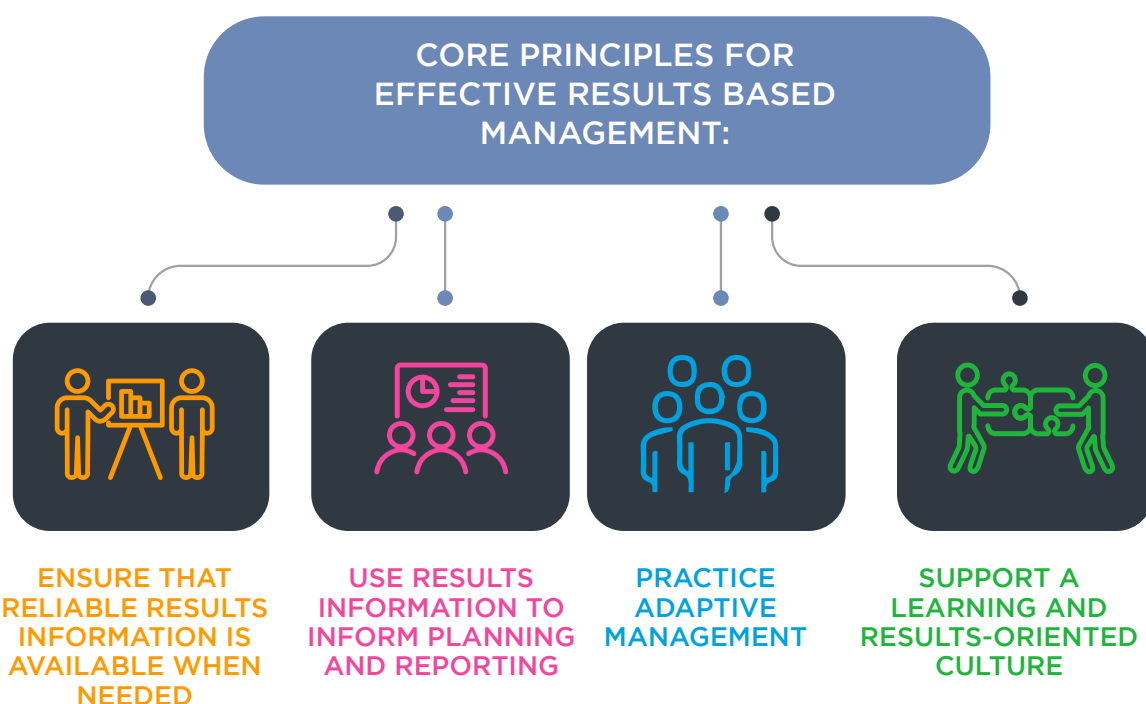 CORE PRINCIPLES FOR
EFFECTIVE RESULTS BASED
MANAGEMENT:
ENSURE THAT
RELIABLE RESULTS
INFORMATION IS
AVAILABLE WHEN
NEEDED
USE RESULTS
INFORMATION TO
INFORM PLANNING
AND REPORTING
PRACTICE
ADAPTIVE
MANAGEMENT
SUPPORT A
LEARNING AND
RESULTS-ORIENTED
CULTURE